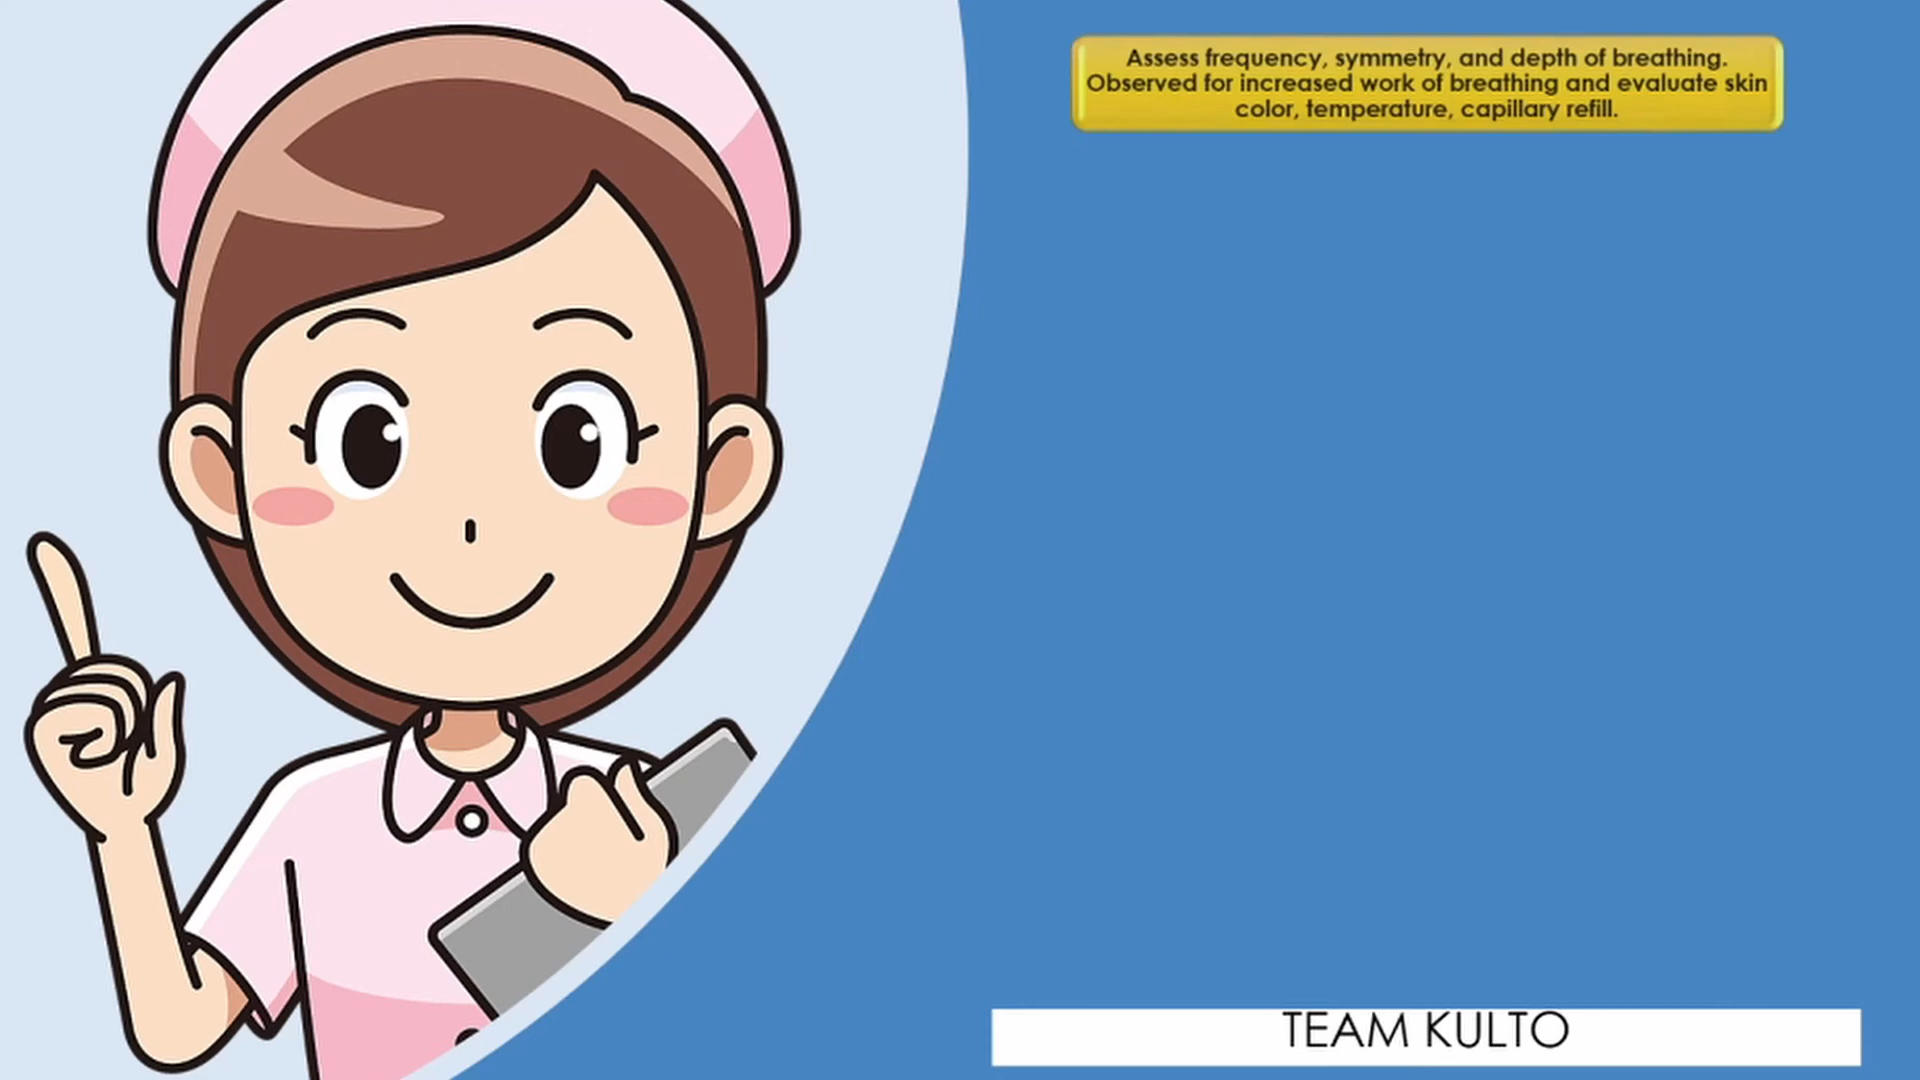 Assess frequency, symmetry, and depth of breathing.
Observed for increased work of breathing and evaluate skin
color, temperature, capillary refill.
TEAM KULTO